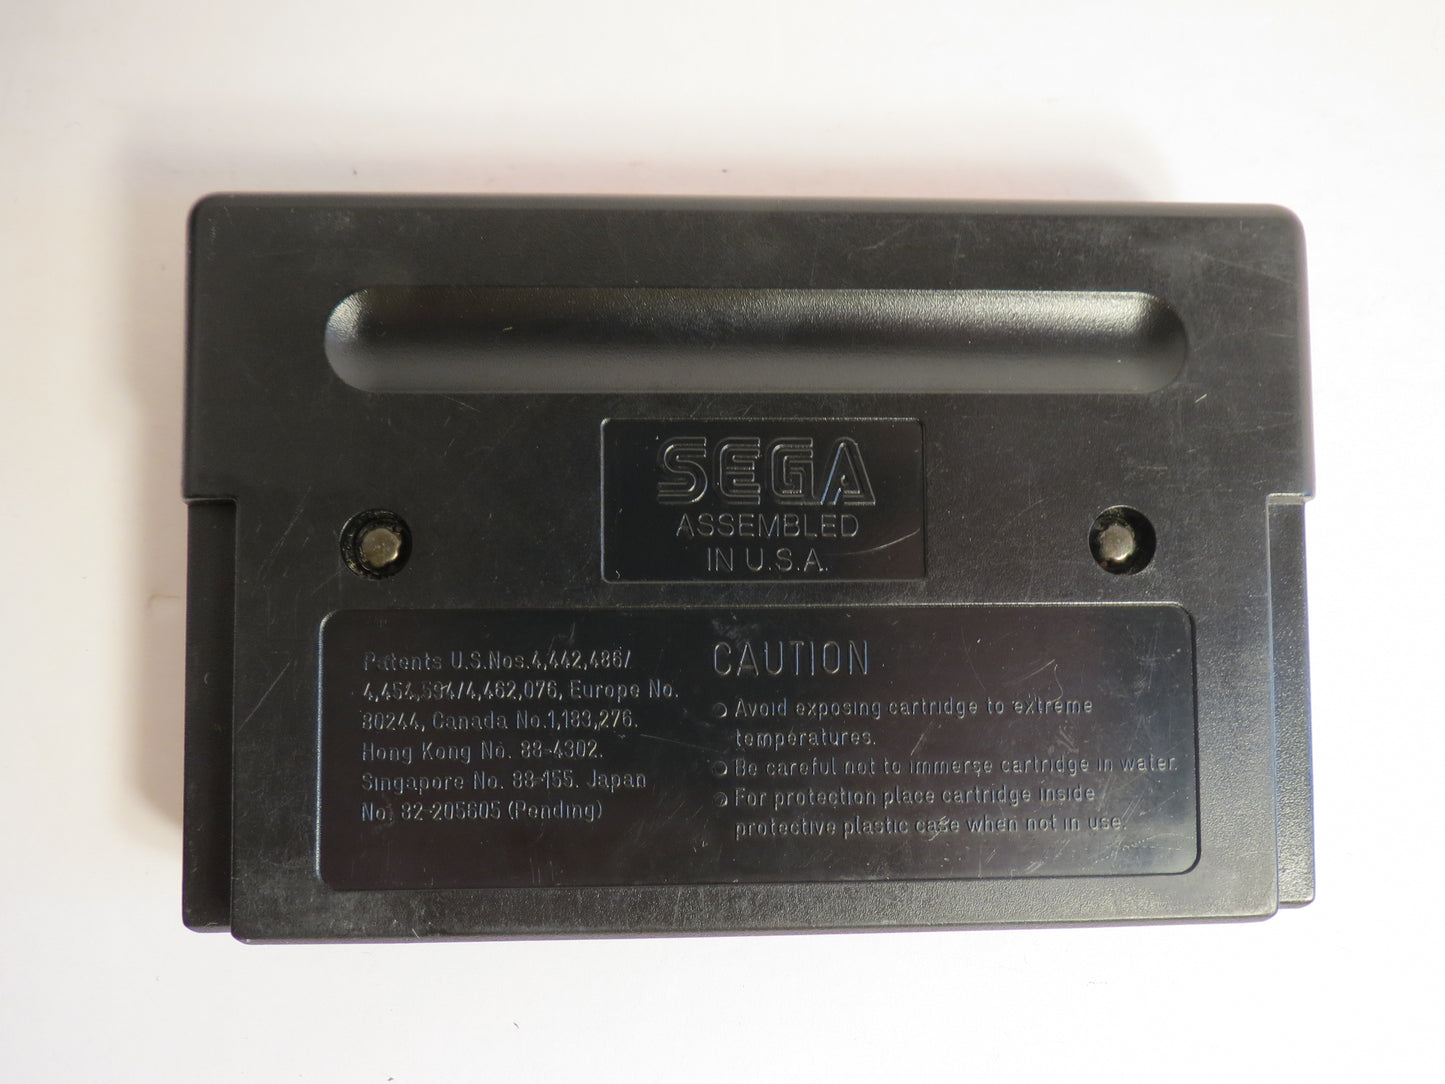 SEGA
ASSEMBLED
IN U.S.A.
Patents U.S.Nos.4,442,486/
4,454,594/4,462,076, Europe No.
80244, Canada No.1,183,276.
Hong Kong No. 88-4302.
Singapore No. 88-155. Japan
No. 82-205605 (Pending)
CAUTION
Avoid exposing cartridge to extreme
temperatures.
Be careful not to immerse cartridge in water.
For protection place cartridge inside
protective plastic case when not in use.